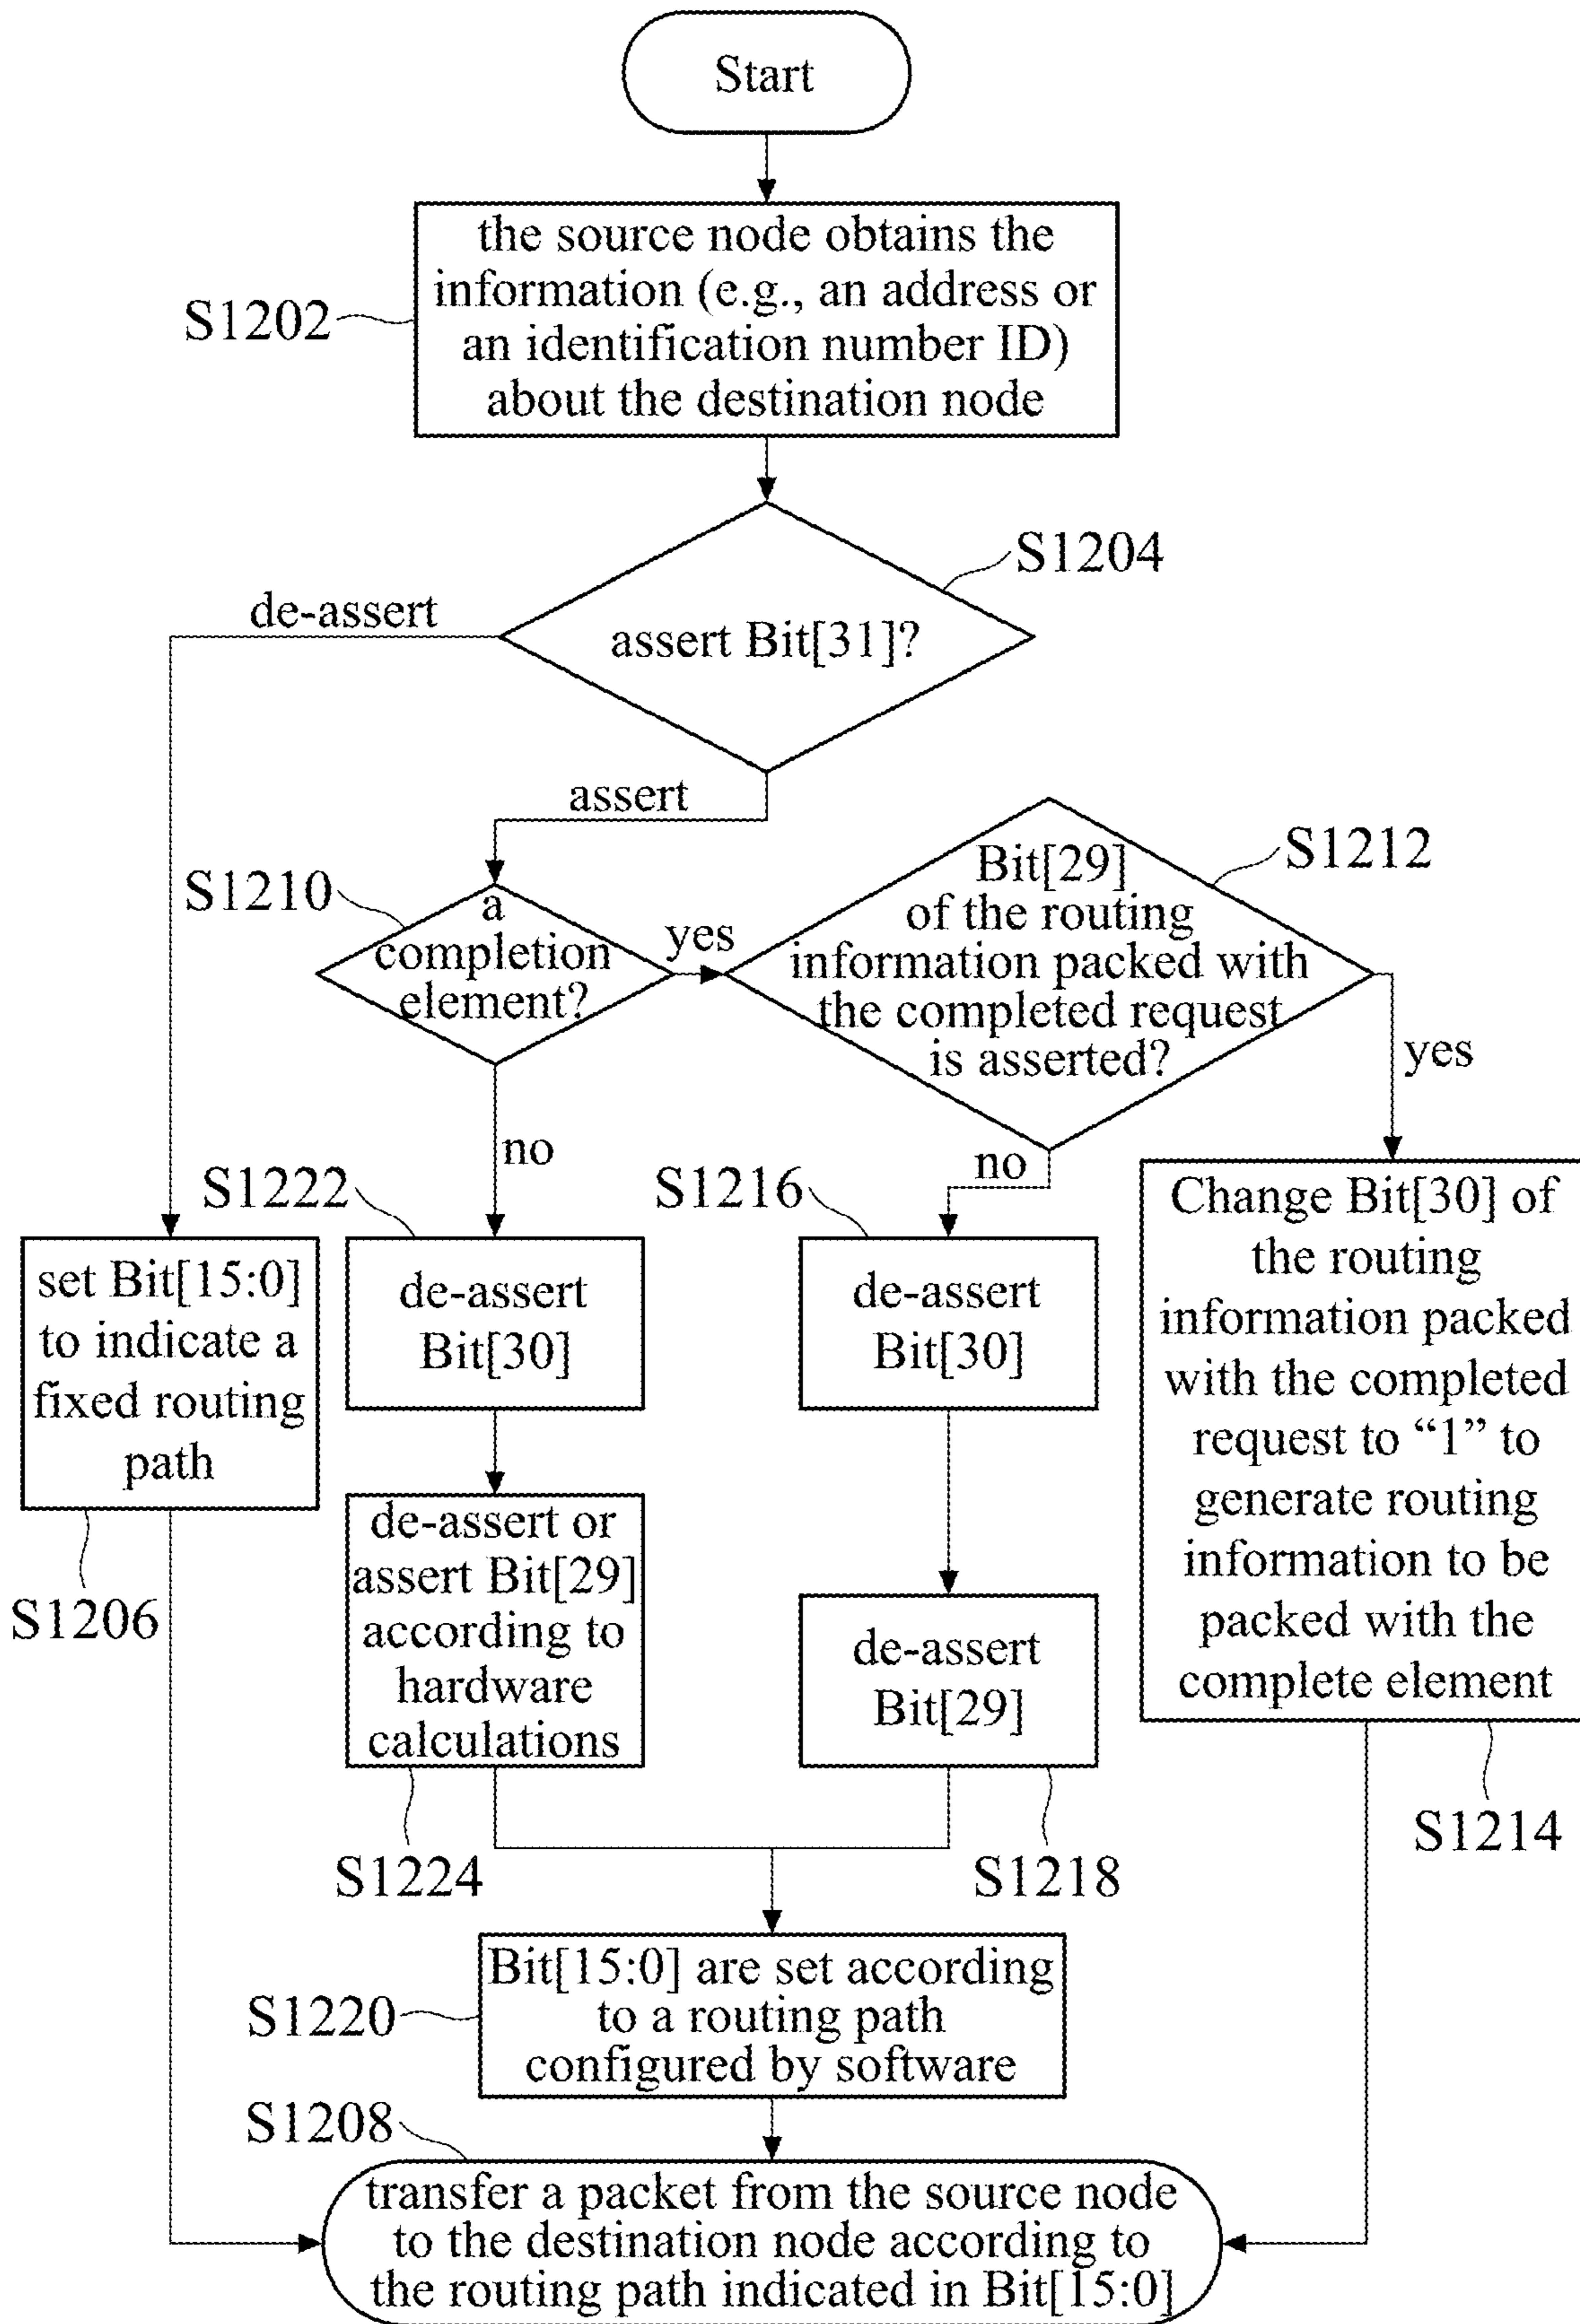 Start
the source node obtains the
information (e.g., an address or
an identification number ID)
about the destination node
S1202
S1204
de-assert
assert Bit[31]?
assert
S1210
a
completion
element?
yes
Bit[29]
of the routing
information packed with
the completed request
is asserted?
S1212
yes
no
no
S1222
S1216
set Bit[15:0]
to indicate a
fixed routing
path
de-assert
Bit[30]
de-assert
Bit[30]
Change Bit[30] of
the routing
information packed
with the completed
request to “1” to
generate routing
information to be
packed with the
complete element
de-assert or
assert Bit[29]
according to
hardware
calculations
de-assert
Bit[29]
S1206
S1224
S1218
S1214
Bit[15:0] are set according
to a routing path
configured by software
S1220
S1208
transfer a packet from the source node
to the destination node according to
the routing path indicated in Bit[15:0]